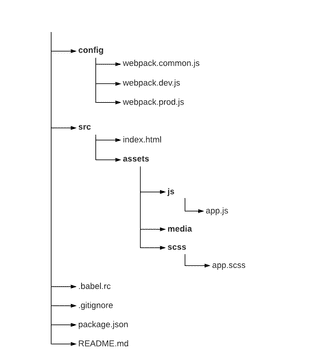 config
webpack.common.js
webpack.dev.js
webpack.prod.js
src
index.html
assets
js
app.js
media
scss
app.scss
.babel.rc
.gitignore
package.json
README.md